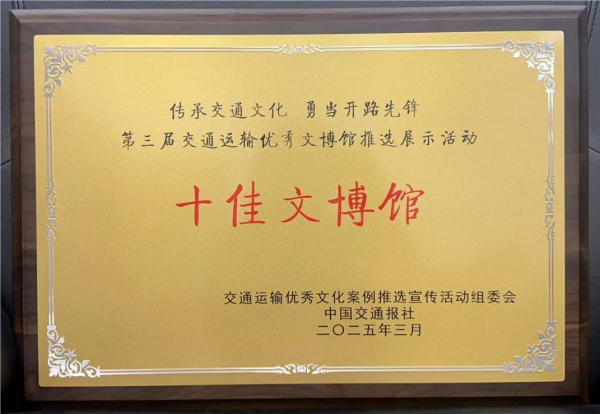 传承交通文化 勇当开路先锋
第三届交通运输优秀文博馆推选展示活动
十佳文博馆
交通运输优秀文化案例推选宣传活动组委会
中国交通报社
二〇二五年三月